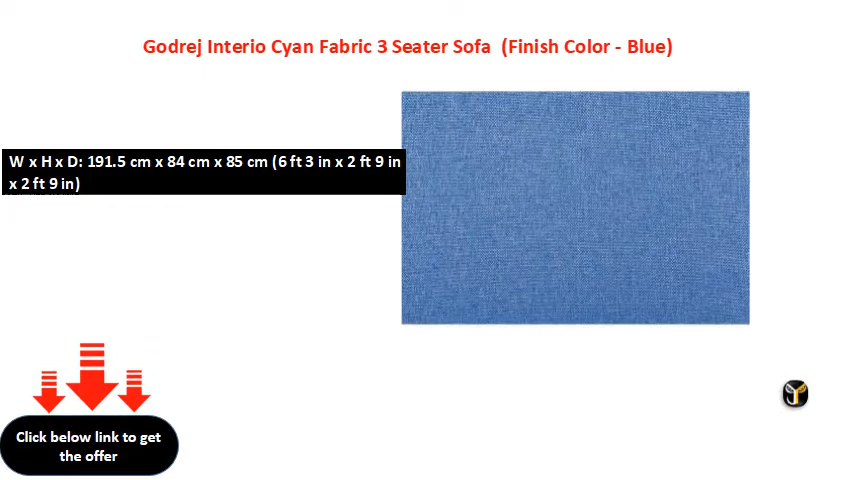 Godrej Interio Cyan Fabric 3 Seater Sofa (Finish Color - Blue)
W x H x D: 191.5 cm x 84 cm x 85 cm (6 ft 3 in x 2 ft 9 in
x 2 ft 9 in)
Click below link to get
the offer